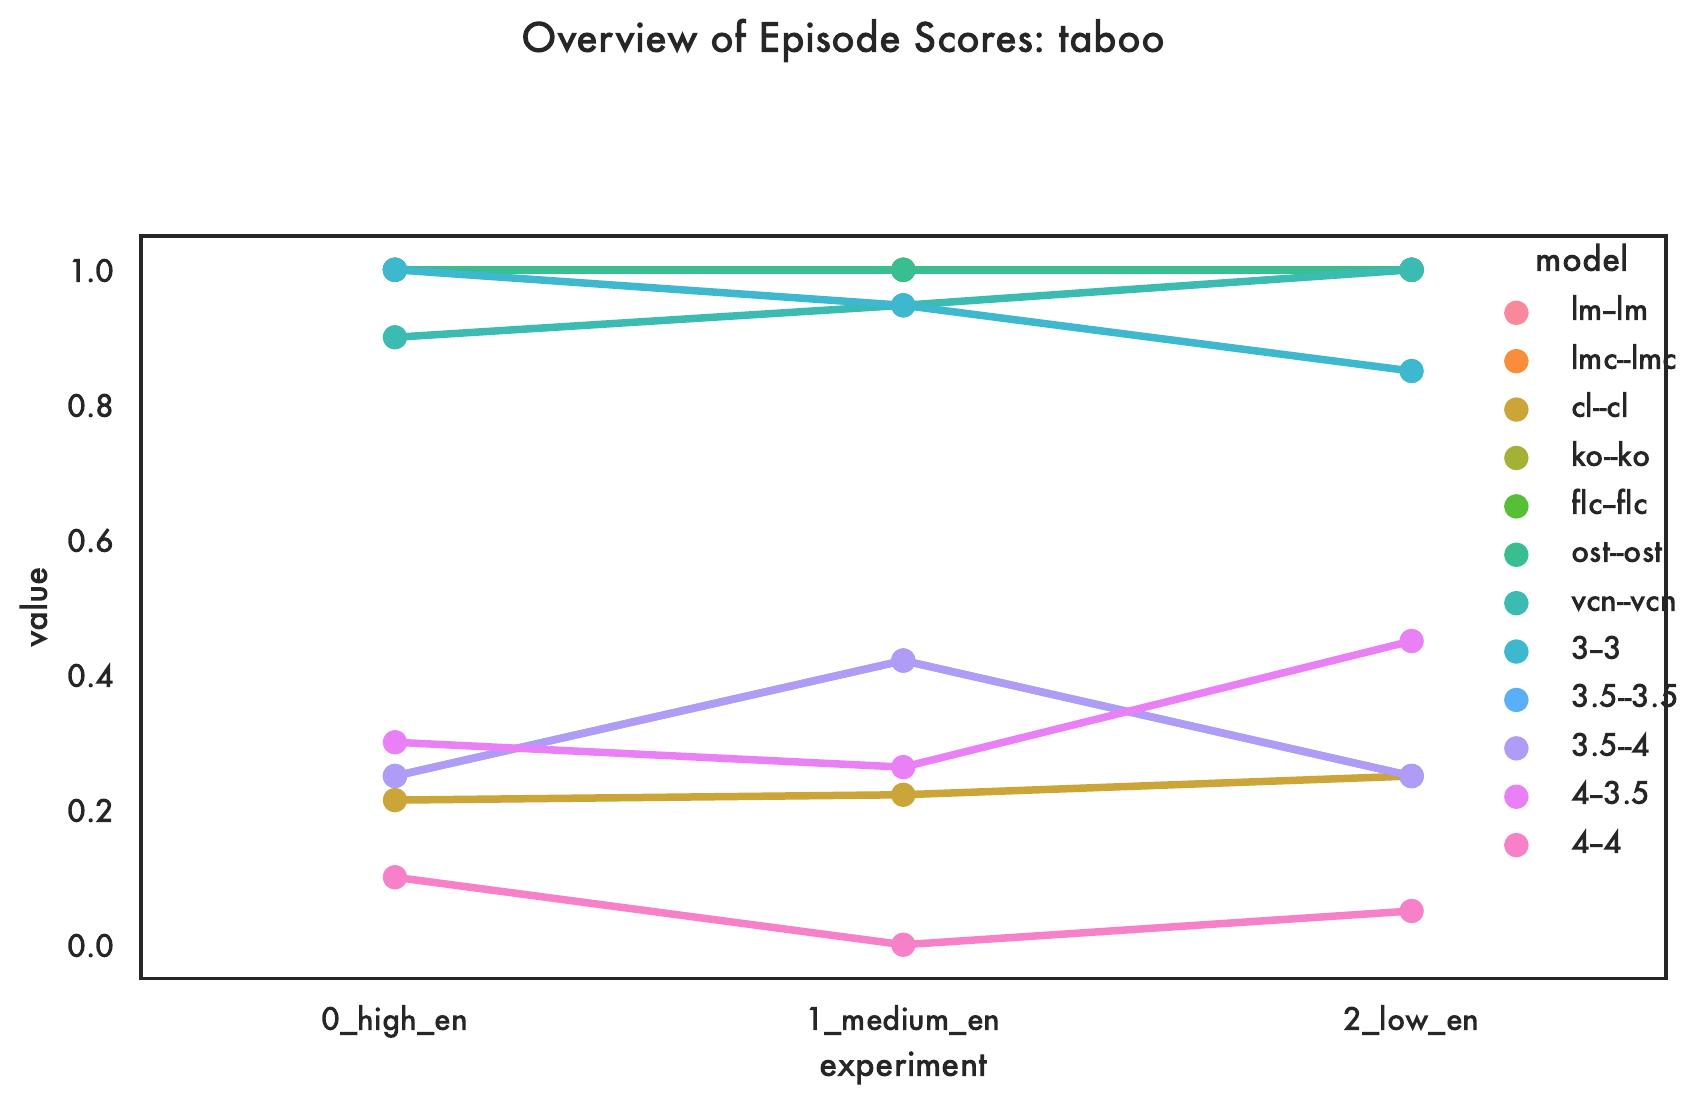 Overview of Episode Scores: taboo
model
lm–lm
lmc–lmc
cl–cl
ko–ko
flc–flc
ost–ost
vcn–vcn
3–3
3.5–3.5
3.5–4
4–3.5
4–4
1.0
0.8
0.6
0.4
0.2
0.0
value
0_high_en
1_medium_en
2_low_en
experiment